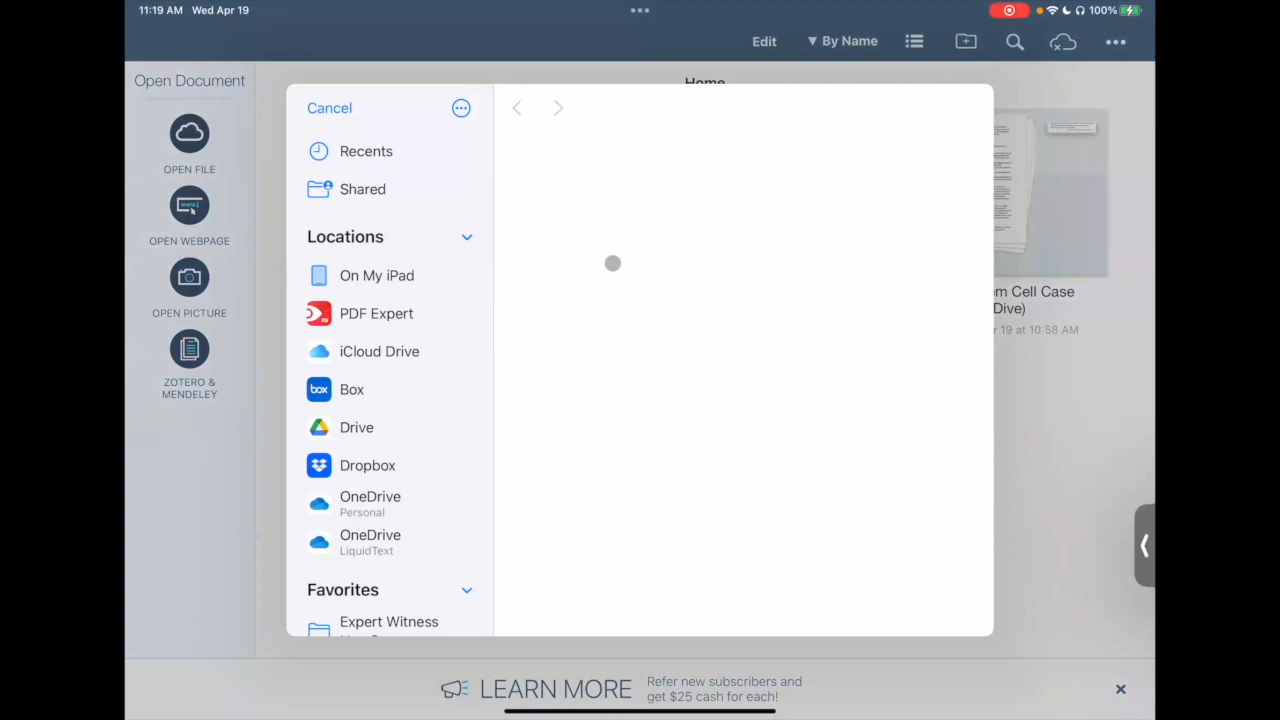 11:19 AM Wed Apr 19
100%
Edit
▼ By Name
Open Document
Home
OPEN FILE
www.
OPEN WEBPAGE
OPEN PICTURE
ZOTERO &
MENDELEY
Cancel
Recents
Shared
Locations
On My iPad
PDF Expert
iCloud Drive
box
Box
Drive
Dropbox
OneDrive
Personal
OneDrive
LiquidText
Favorites
Expert Witness
m Cell Case
Dive)
r 19 at 10:58 AM
LEARN MORE
Refer new subscribers and
get $25 cash for each!